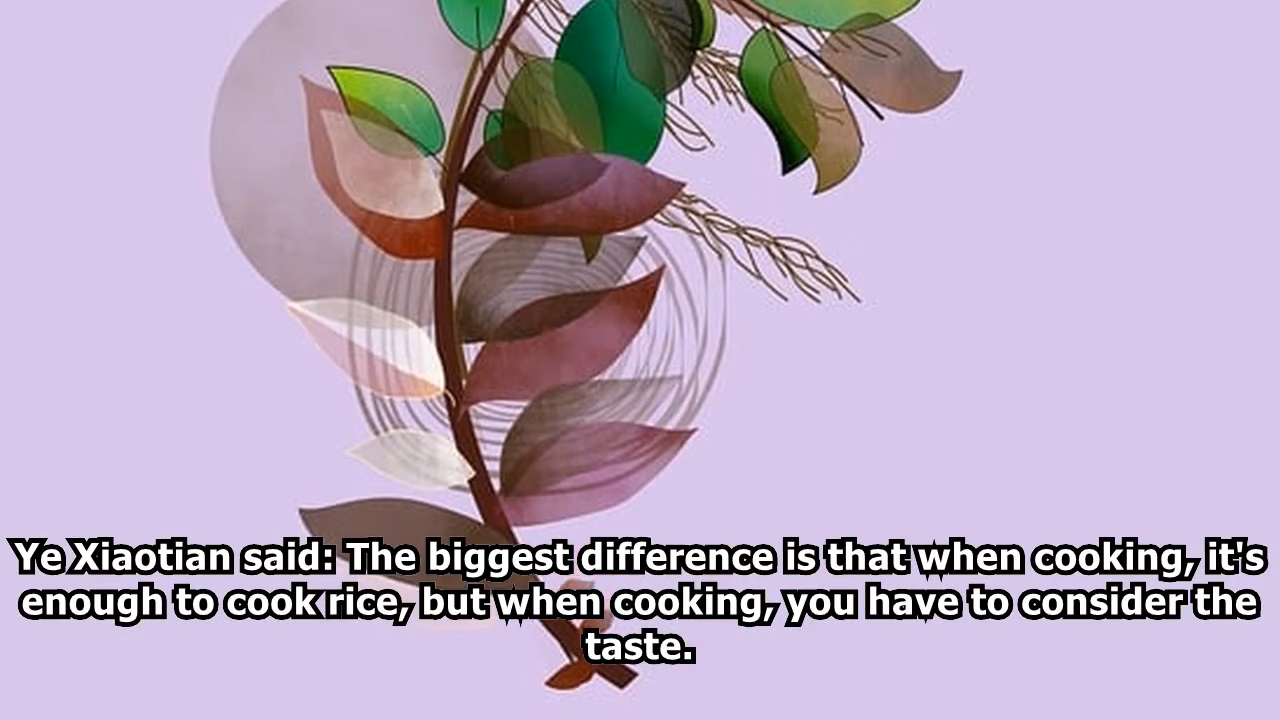 Ye Xiaotian said: The biggest difference is that when cooking, it's
enough to cook rice, but when cooking, you have to consider the
taste.